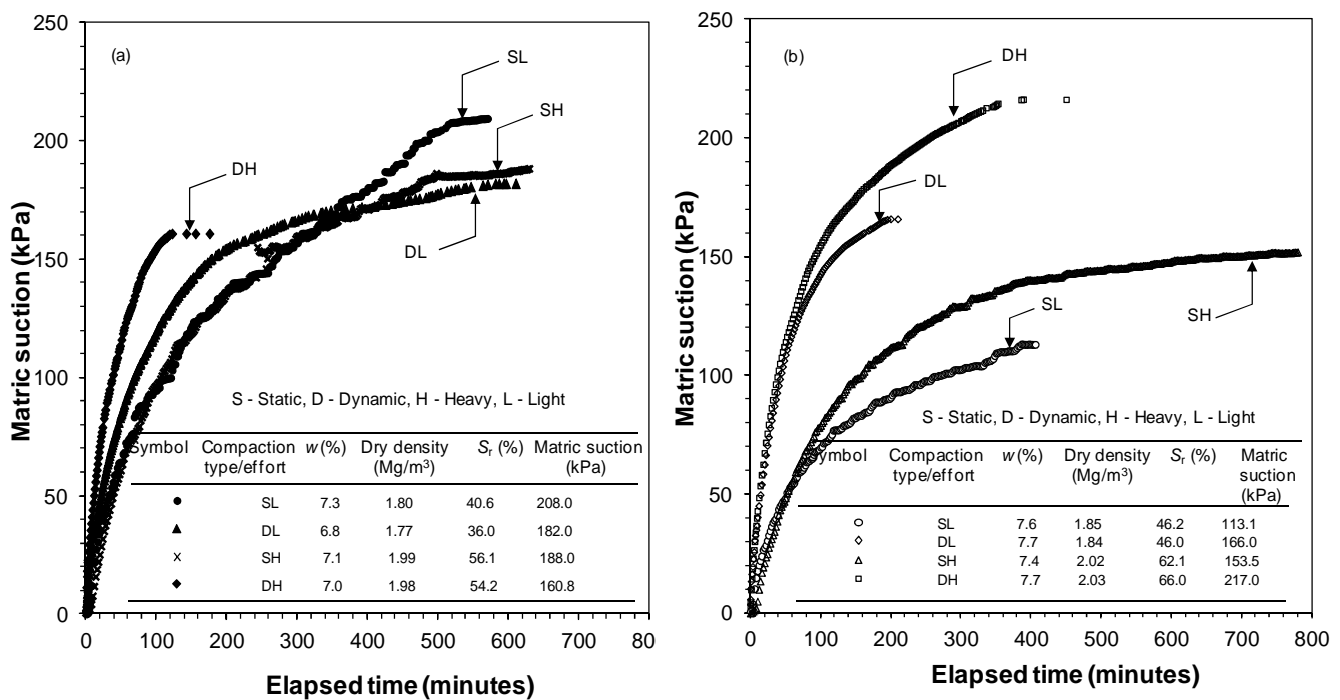 (a)
SL
SH
DH
DL
Matric suction (kPa)
250
200
150
100
50
0
S - Static, D - Dynamic, H - Heavy, L - Light
Symbol Compaction type/effort w (%) Dry density (Mg/m³) Sr (%) Matric suction (kPa)
SL 7.3 1.80 40.6 208.0
DL 6.8 1.77 36.0 182.0
SH 7.1 1.99 56.1 188.0
DH 7.0 1.98 54.2 160.8
0 100 200 300 400 500 600 700 80
Elapsed time (minutes)
(b)
DH
DL
SL
SH
Matric suction (kPa)
250
200
150
100
50
0
S - Static, D - Dynamic, H - Heavy, L - Light
ymbol Compaction type/effort w (%) Dry density (Mg/m³) Sr (%) Matric suction (kPa)
SL 7.6 1.85 46.2 113.1
DL 7.7 1.84 46.0 166.0
SH 7.4 2.02 62.1 153.5
DH 7.7 2.03 66.0 217.0
0 100 200 300 400 500 600 700 800
Elapsed time (minutes)